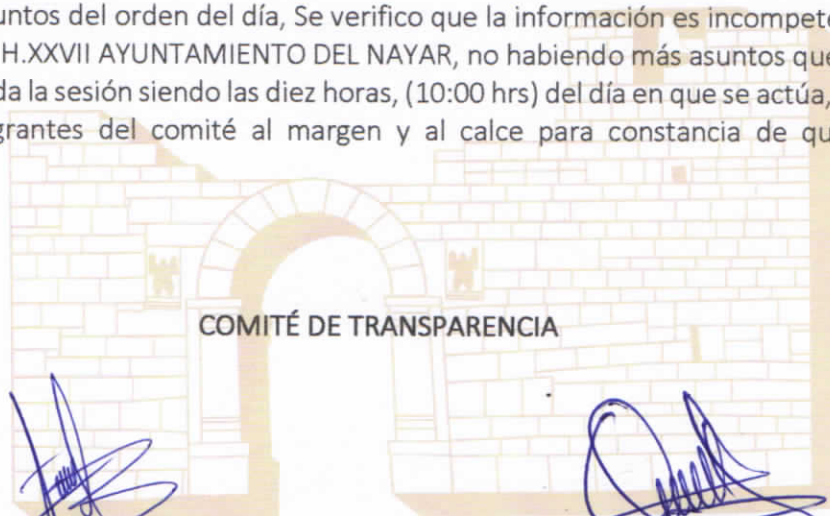 untos del orden del día, Se verifico que la información es incompete
H.XXVII AYUNTAMIENTO DEL NAYAR, no habiendo más asuntos que
da la sesión siendo las diez horas, (10:00 hrs) del día en que se actúa,
grantes del comité al margen y al calce para constancia de qu
COMITÉ DE TRANSPARENCIA